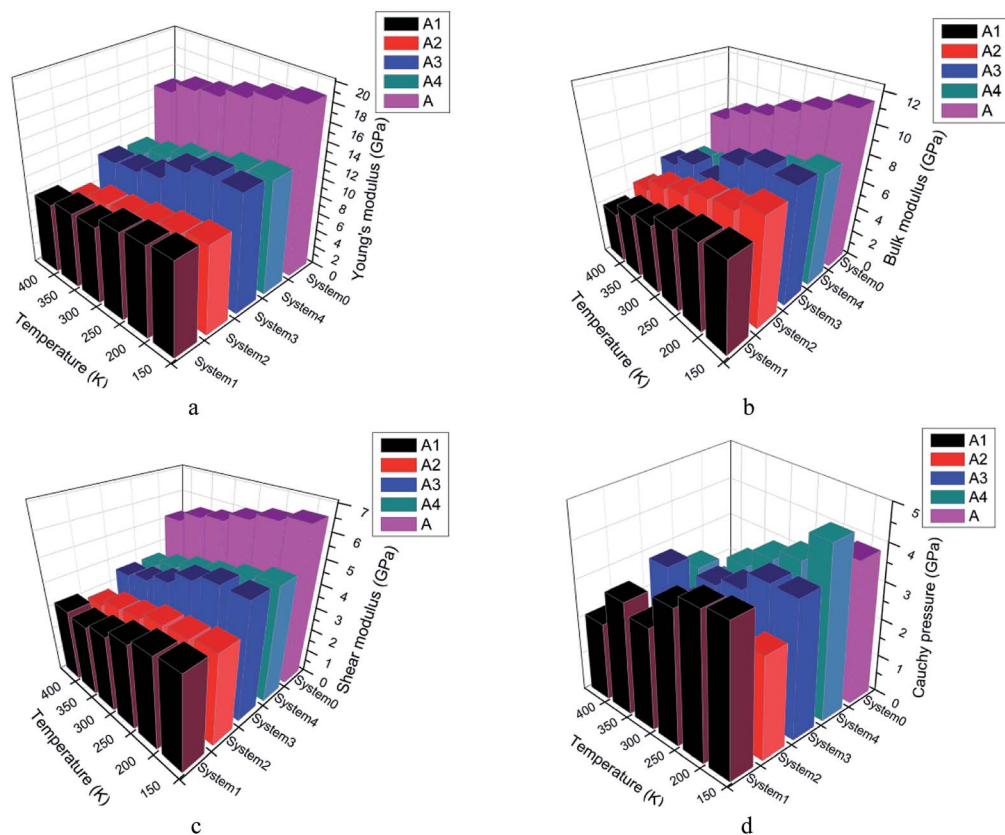 A1
A2
A3
A4
A
20
18
16
14
12
10
8
6
4
2
0
Young's modulus (GPa)
400
350
300
250
200
150
Temperature (K)
System0
System4
System3
System2
System1
a
A1
A2
A3
A4
A
12
10
8
6
4
2
0
Bulk modulus (GPa)
400
350
300
250
200
150
Temperature (K)
System0
System4
System3
System2
System1
b
A1
A2
A3
A4
A
7
6
5
4
3
2
1
0
Shear modulus (GPa)
400
350
300
250
200
150
Temperature (K)
System0
System4
System3
System2
System1
c
A1
A2
A3
A4
A
5
4
3
2
1
0
Cauchy pressure (GPa)
400
350
300
250
200
150
Temperature (K)
System0
System4
System3
System2
System1
d